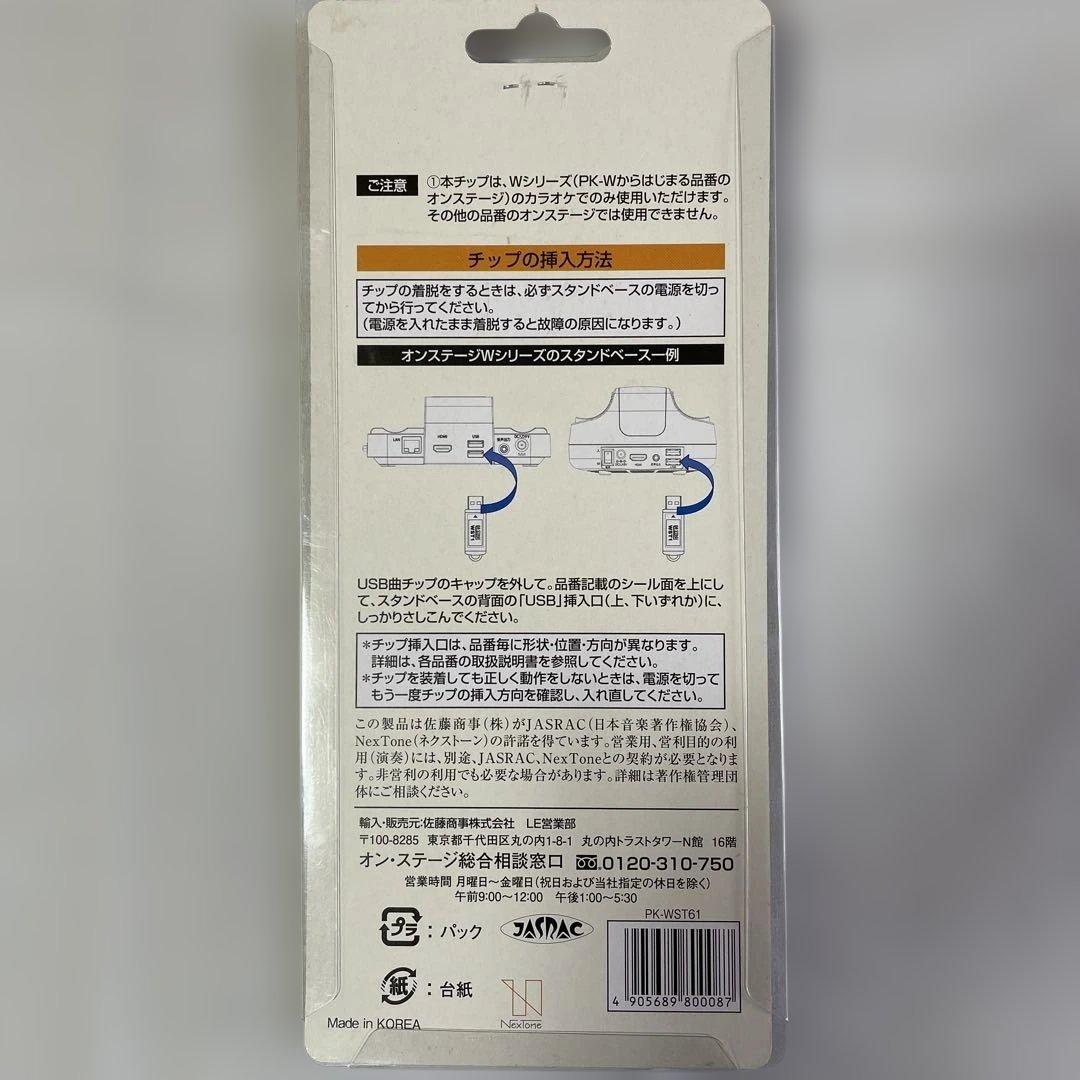 ご注意
①本チップは、Wシリーズ(PK-Wからはじまる品番の
オンステージ)のカラオケでのみ使用いただけます。
その他の品番のオンステージでは使用できません。
チップの挿入方法
チップの着脱をするときは、必ずスタンドベースの電源を切っ
てから行ってください。
(電源を入れたまま着脱すると故障の原因になります。)
オンステージWシリーズのスタンドベース一例
LAN HDMI USB 音声出力
HDMI
WST1 WST1
USB曲チップのキャップを外して。品番記載のシール面を上にし
て、スタンドベースの背面の「USB」挿入口(上、下いずれか)に、
しっかりさしこんでください。
*チップ挿入口は、品番毎に形状・位置・方向が異なります。
詳細は、各品番の取扱説明書を参照してください。
*チップを装着しても正しく動作をしないときは、電源を切って
もう一度チップの挿入方向を確認し、入れ直してください。
この製品は佐藤商事(株)がJASRAC(日本音楽著作権協会)、
NexTone(ネクストーン)の許諾を得ています。営業用、営利目的の利
用(演奏)には、別途、JASRAC、NexToneとの契約が必要となりま
す。非営利の利用でも必要な場合があります。詳細は著作権管理団
体にご相談ください。
輸入・販売元:佐藤商事株式会社 LE営業部
〒100-8285 東京都千代田区丸の内1-8-1 丸の内トラストタワーN館 16階
オン・ステージ総合相談窓口 0120-310-750
営業時間 月曜日〜金曜日(祝日および当社指定の休日を除く)
午前9:00〜12:00 午後1:00〜5:30
PK-WST61
プラ:パック
JASRAC
紙:台紙
NexTone
4 905689 800087
Made in KOREA